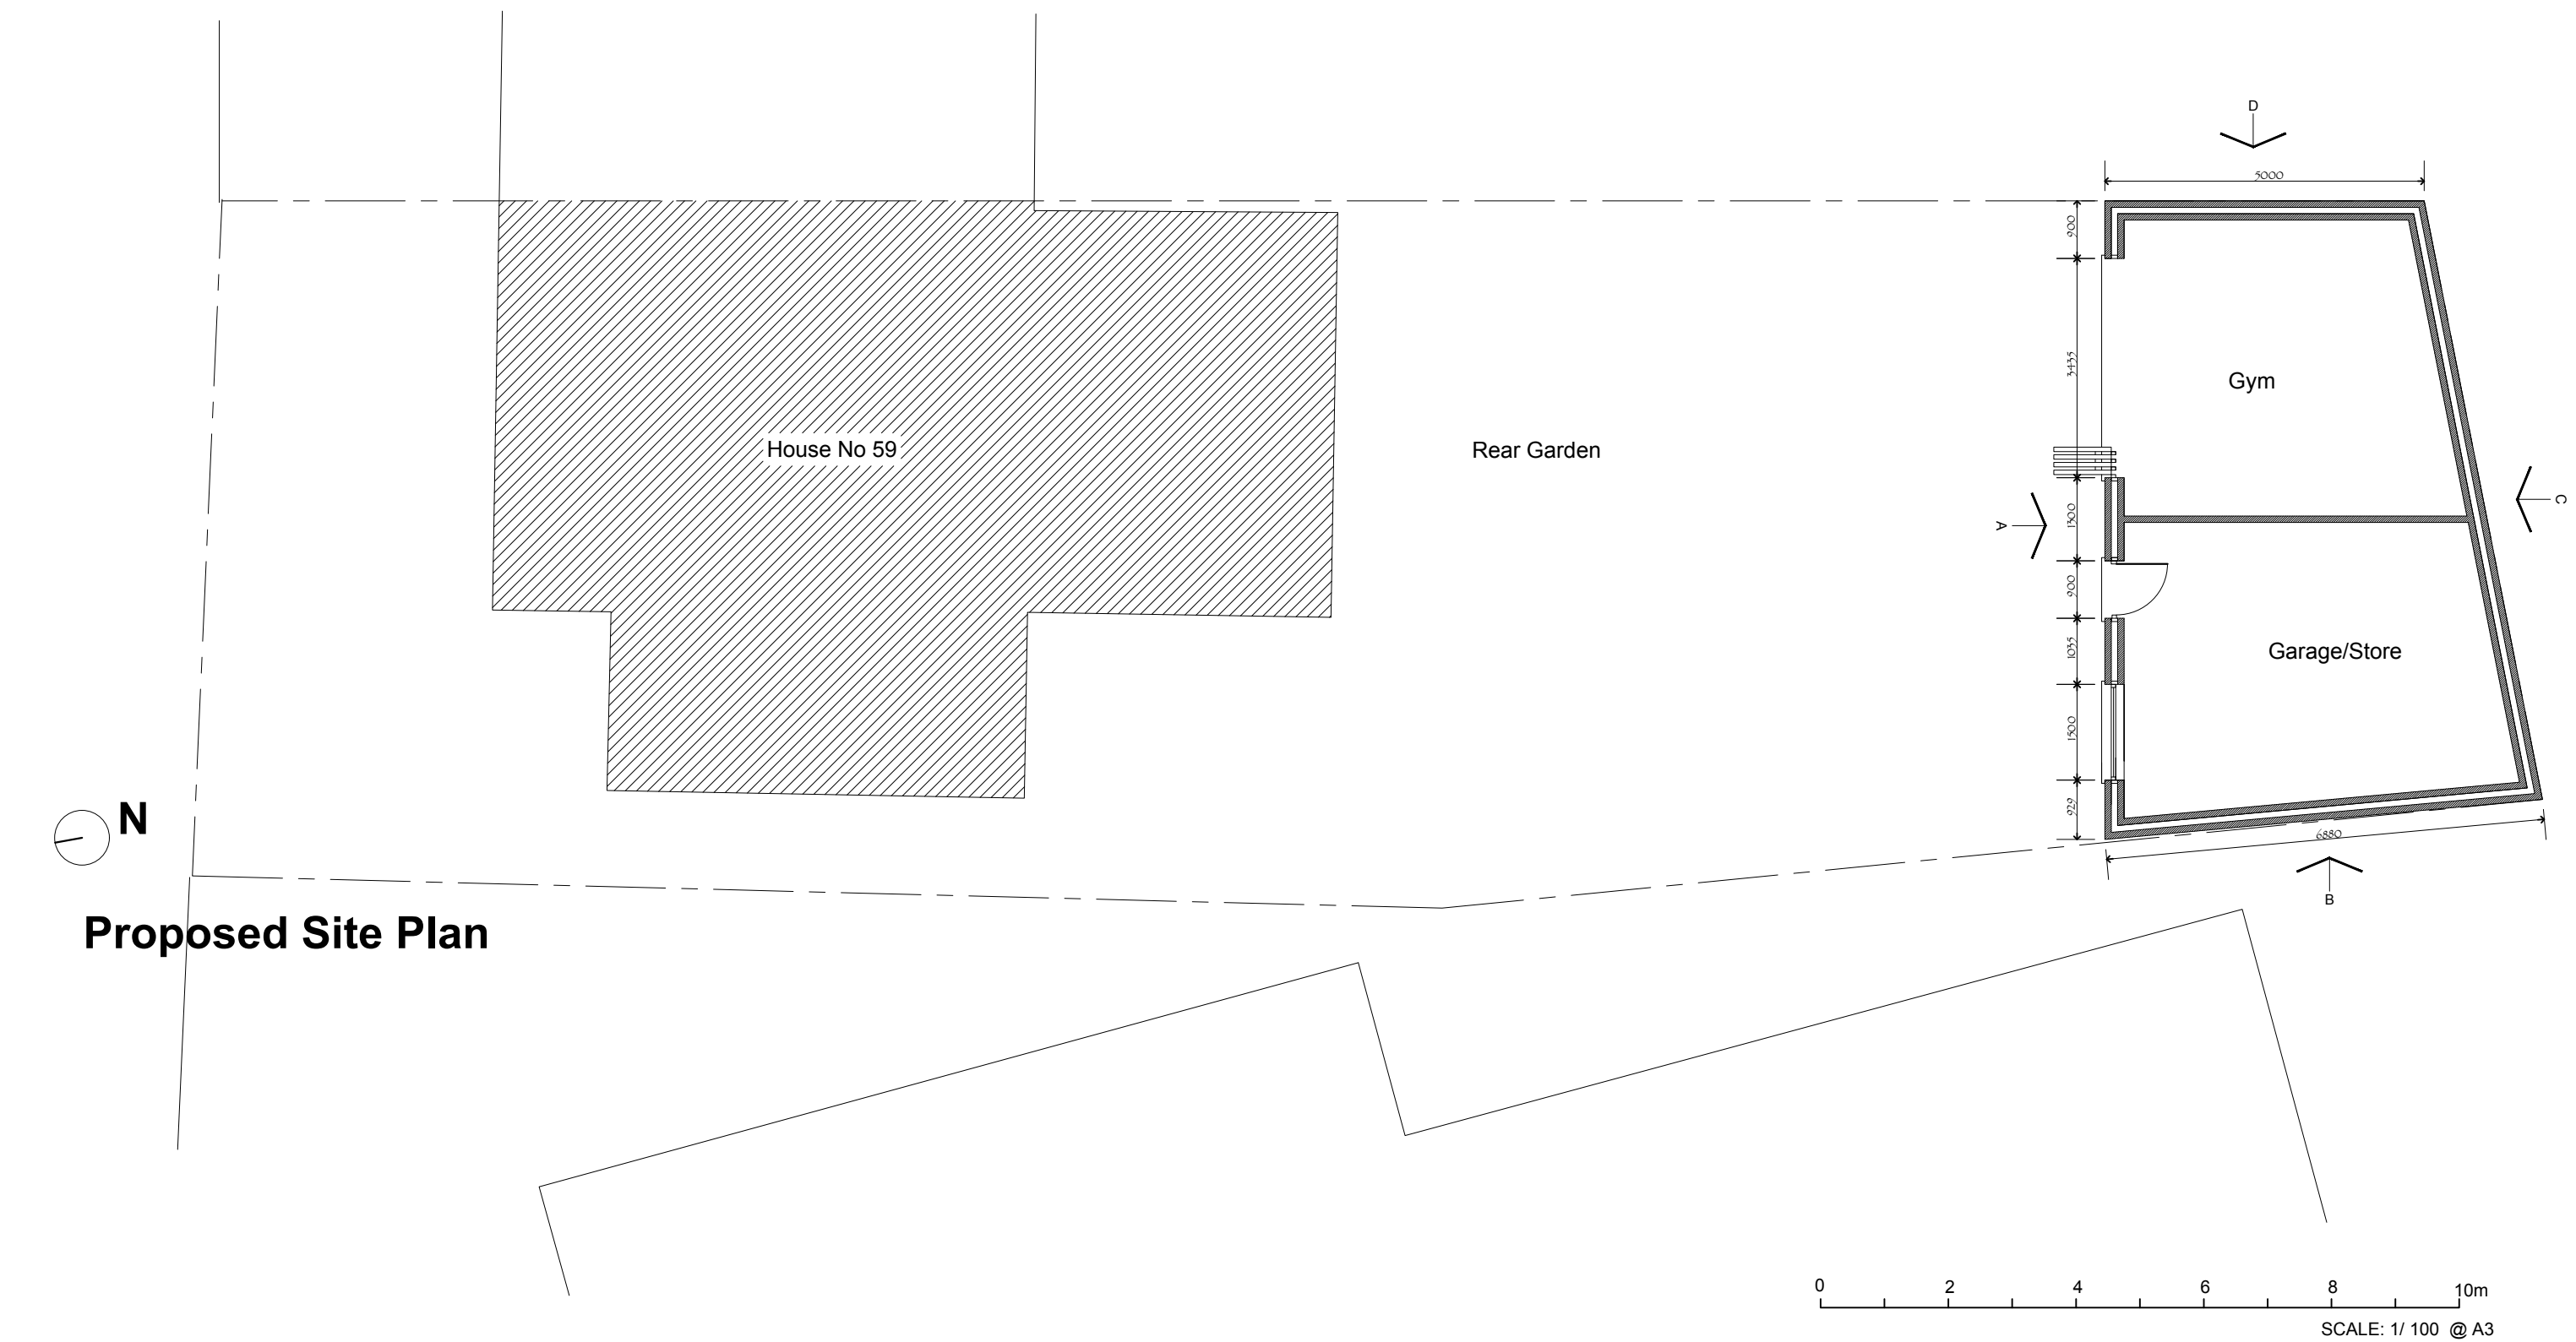 D
5000
900
3435
Gym
House No 59
Rear Garden
C
A
1300
900
1035
Garage/Store
1500
N
929
6880
B
Proposed Site Plan
0 2 4 6 8 10m
SCALE: 1/ 100 @ A3